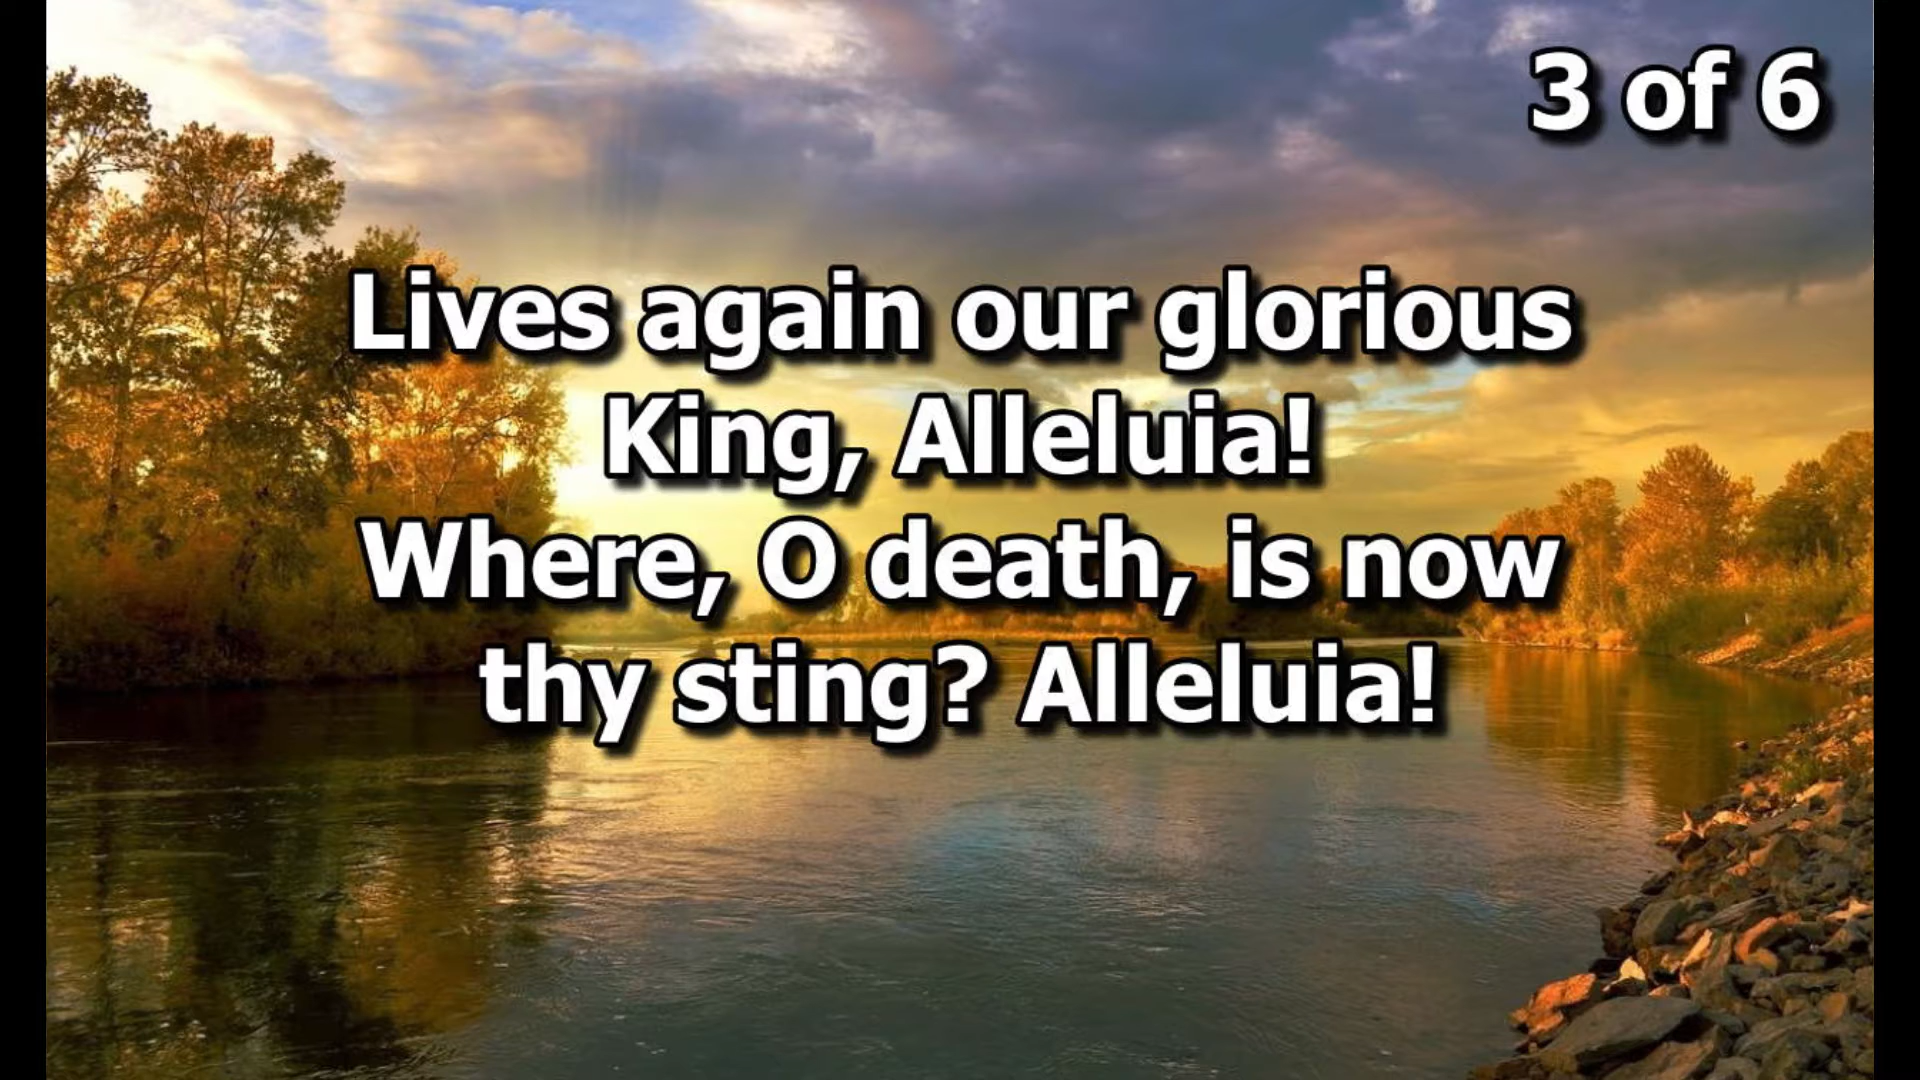 3 of 6
Lives again our glorious
King, Alleluia!
Where, O death, is now
thy sting? Alleluia!